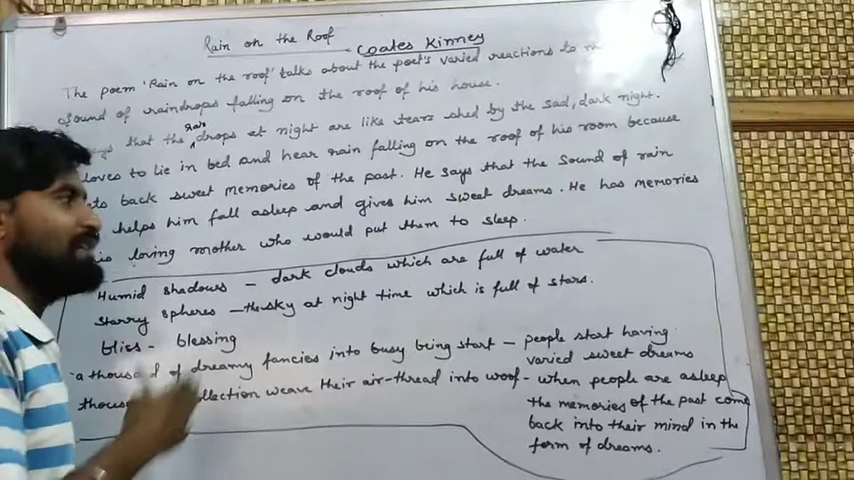 Rain on the Roof
Coates Kinney
The poem 'Rain on the roof' talks about the poet's varied reactions to
Sound of raindrops falling on the roof of his house.
that the rain drops at night are like tears shed by the sad, dark night.
loves to lie in bed and hear rain falling on the roof of his room because
back sweet memories of the past. He says that the sound of rain
helps him fall asleep and gives him sweet dreams. He has memories
loving mother who would put them to sleep.
Humid shadows - dark clouds which are full of water
starry spheres - the sky at night time which is full of stars.
bliss - blessing
a thousand of dreamy fancies into busy being start - people start having
varied sweet dreams
weave their air-thread into woof - when people are asleep
the memories of the past come
back into their mind in the
form of dreams.